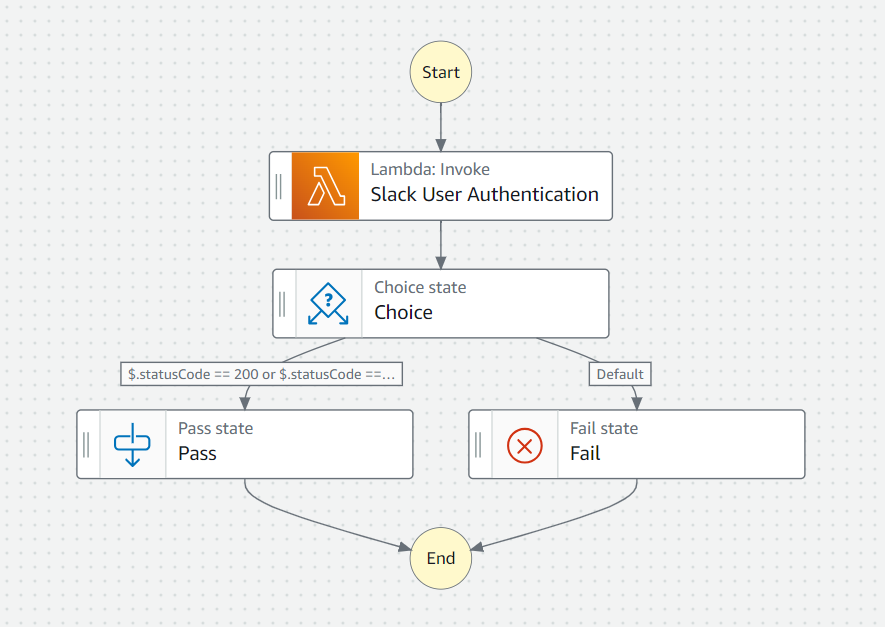 Start
Lambda: Invoke
Slack User Authentication
?
Choice state
Choice
$.statusCode == 200 or $.statusCode ==...
Default
Pass state
Pass
Fail state
Fail
End